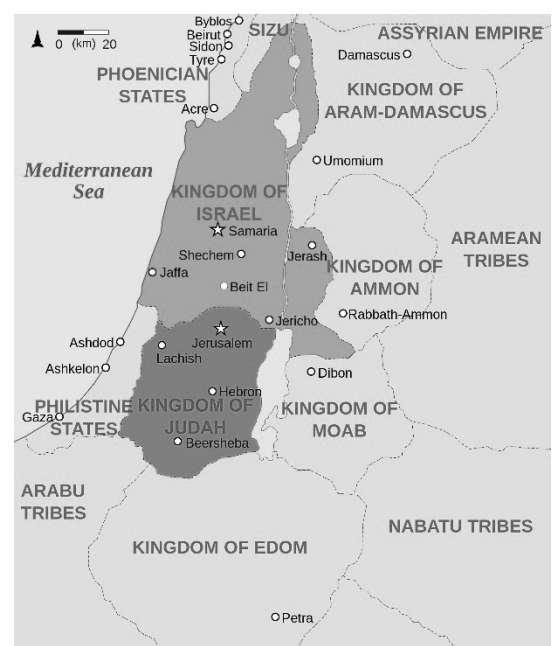 Byblos
Beirut
Sidon
Tyre
SIZU
ASSYRIAN EMPIRE
0 (km) 20
Damascus
PHOENICIAN
STATES
KINGDOM OF
ARAM-DAMASCUS
Acre
Mediterranean
Sea
Umomium
KINGDOM OF
ISRAEL
Samaria
Shechem
Jerash
ARAMEAN
TRIBES
KINGDOM OF
AMMON
Jaffa
Beit El
Jericho
Rabbath-Ammon
Ashdod
Jerusalem
Lachish
Ashkelon
Dibon
Hebron
Gaza
PHILISTINE
STATES
KINGDOM OF
JUDAH
KINGDOM OF
MOAB
Beersheba
ARABU
TRIBES
NABATU TRIBES
KINGDOM OF EDOM
Petra